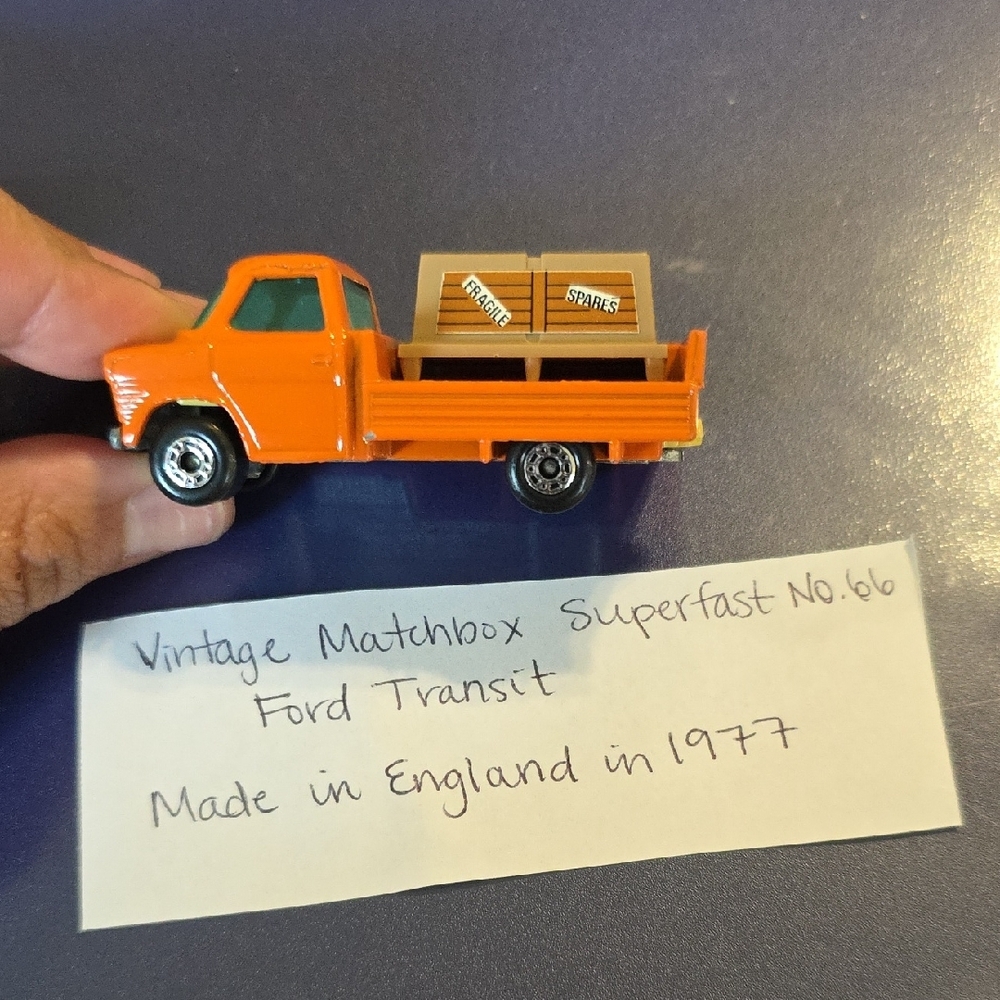 FRAGILE
SPARES
Vintage Matchbox Superfast No.66
Ford Transit
Made in England in 1977